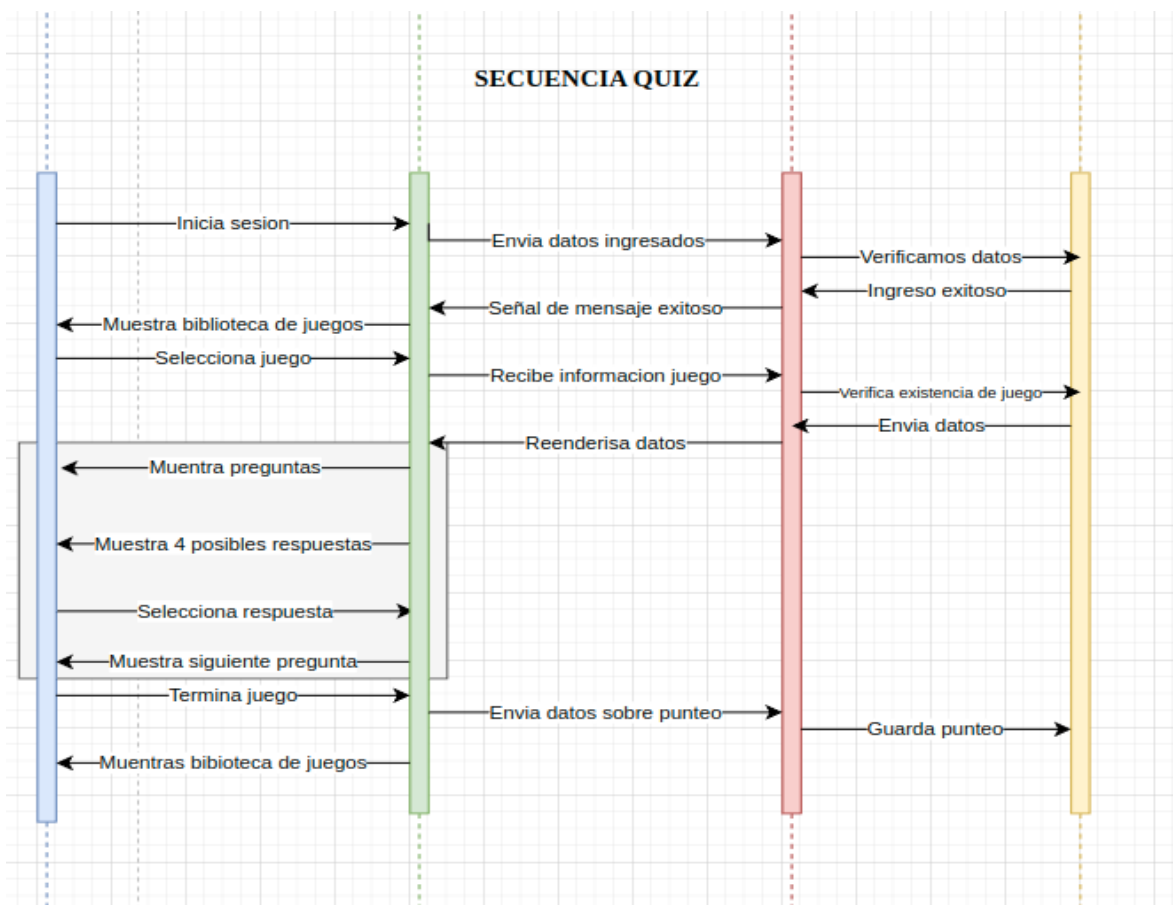 SECUENCIA QUIZ
Inicia sesion
Envia datos ingresados
Verificamos datos
Ingreso exitoso
Señal de mensaje exitoso
Muestra biblioteca de juegos
Selecciona juego
Recibe informacion juego
Verifica existencia de juego
Envia datos
Reenderisa datos
Muentra preguntas
Muestra 4 posibles respuestas
Selecciona respuesta
Muestra siguiente pregunta
Termina juego
Envia datos sobre punteo
Guarda punteo
Muentras bibioteca de juegos